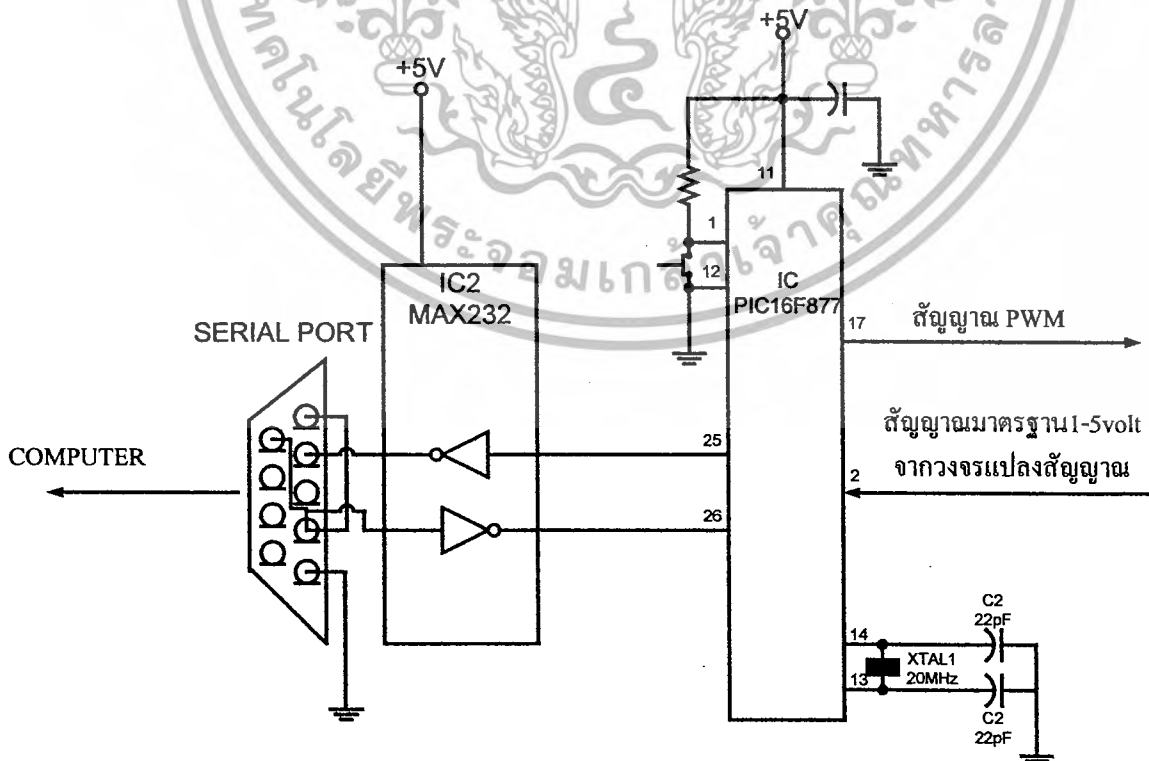 +5V
+5V
11
1
12
IC2
MAX232
IC
PIC16F877
17
สัญญาณ PWM
SERIAL PORT
สัญญาณมาตรฐาน1-5volt
จากวงจรแปลงสัญญาณ
COMPUTER
25
2
26
C2
22pF
14
XTAL1
20MHz
13
C2
22pF